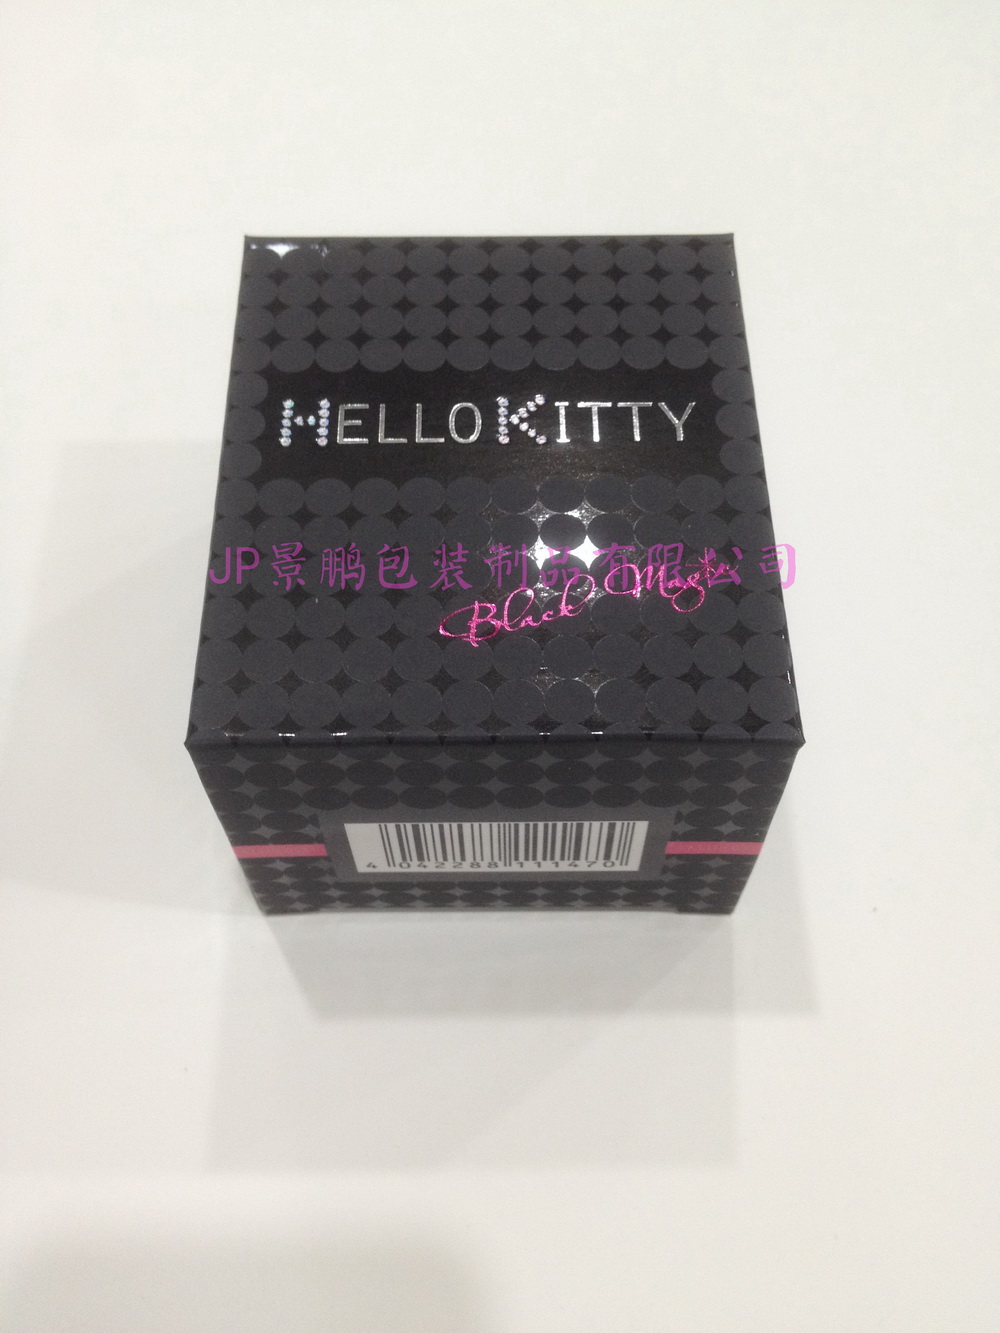 HELLO KITTY
JP景鹏包装制品有限公司
Black Magic
4 042288 111470